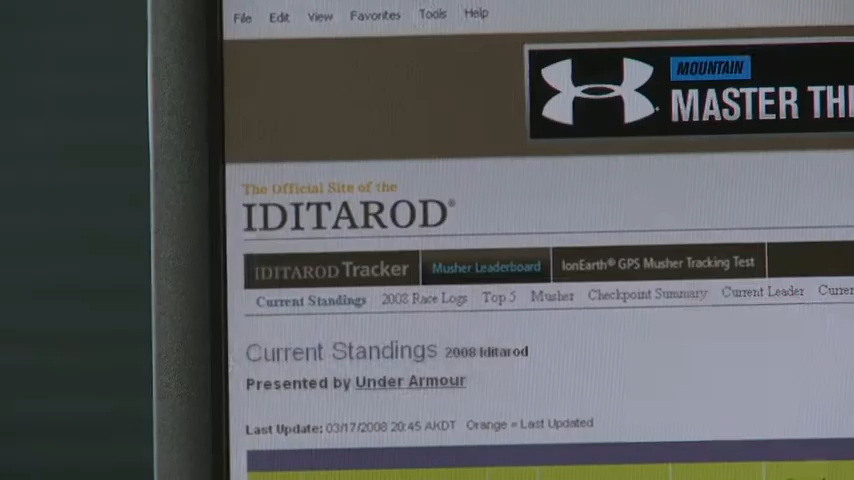 File Edit View Favorites Tools Help
MOUNTAIN
MASTER
The Official Site of the
IDITAROD®
IDITAROD Tracker Musher Leaderboard IonEarth® GPS Musher Tracking Test
Current Standings 2008 Race Logs Top 5 Musher Checkpoint Summary Current Leader
Current Standings 2008 Iditarod
Presented by Under Armour
Last Update: 03/17/2008 20:45 AKDT Orange = Last Updated